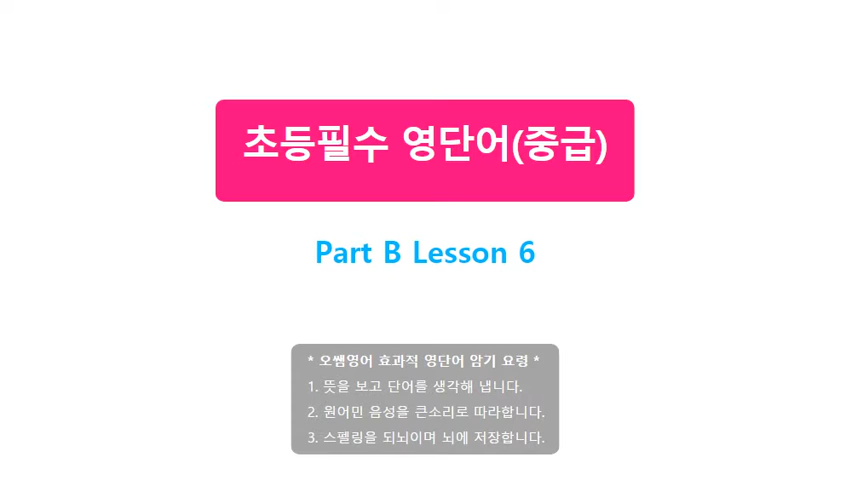 초등필수 영단어(중급)
Part B Lesson 6
* 오쌤영어 효과적 영단어 암기 요령 *
1. 뜻을 보고 단어를 생각해 냅니다.
2. 원어민 음성을 큰소리로 따라합니다.
3. 스펠링을 되뇌이며 뇌에 저장합니다.